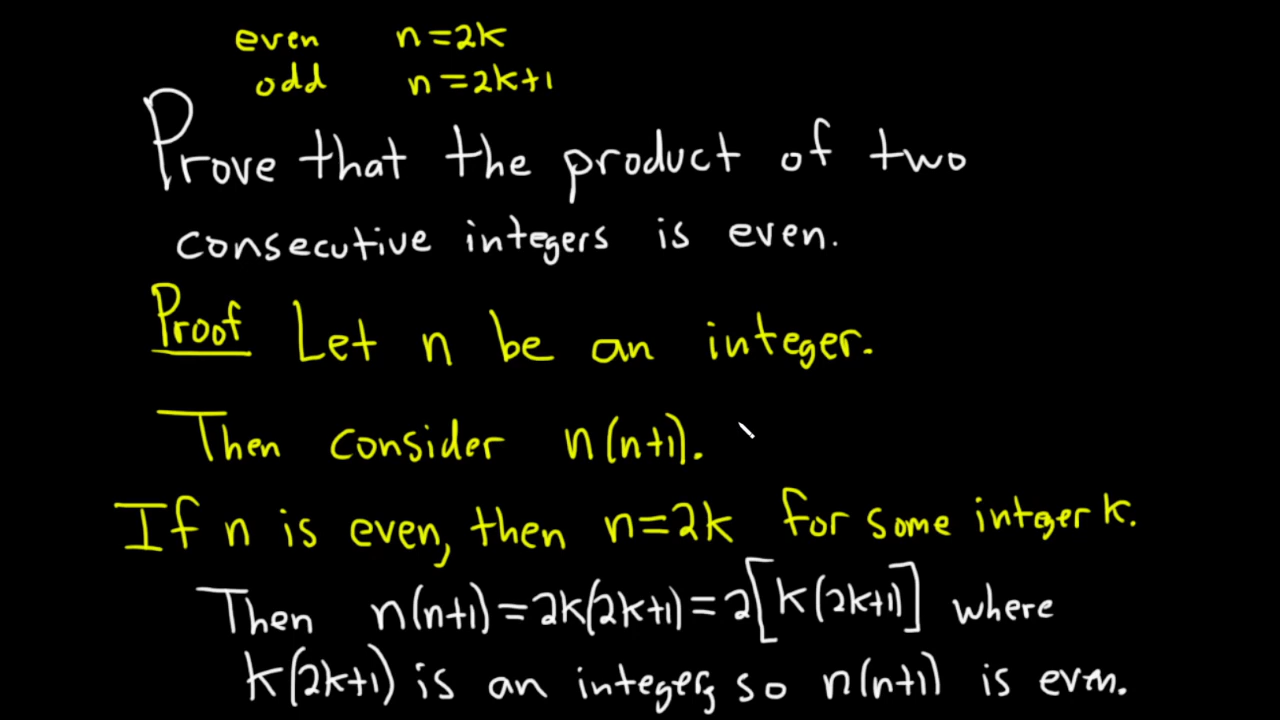 even n=2k
odd n=2k+1
Prove that the product of two
consecutive integers is even.
Proof Let n be an integer.
Then consider n(n+1).
If n is even, then n=2k for some integer k.
Then n(n+1)=2k(2k+1)=2[k(2k+1)] where
k(2k+1) is an integer, so n(n+1) is even.